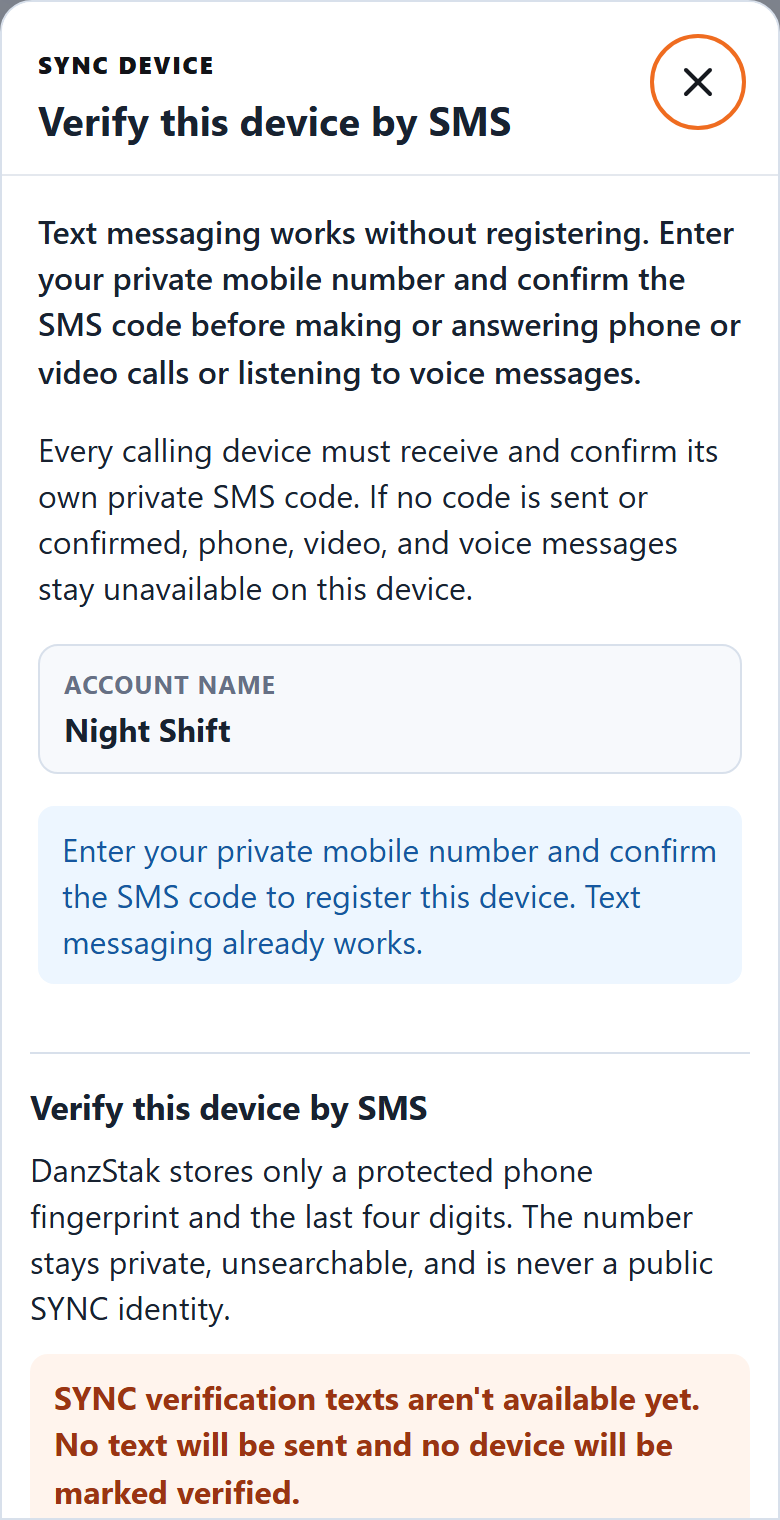 SYNC DEVICE
Verify this device by SMS
Text messaging works without registering. Enter
your private mobile number and confirm the
SMS code before making or answering phone or
video calls or listening to voice messages.
Every calling device must receive and confirm its
own private SMS code. If no code is sent or
confirmed, phone, video, and voice messages
stay unavailable on this device.
ACCOUNT NAME
Night Shift
Enter your private mobile number and confirm
the SMS code to register this device. Text
messaging already works.
Verify this device by SMS
DanzStak stores only a protected phone
fingerprint and the last four digits. The number
stays private, unsearchable, and is never a public
SYNC identity.
SYNC verification texts aren't available yet.
No text will be sent and no device will be
marked verified.